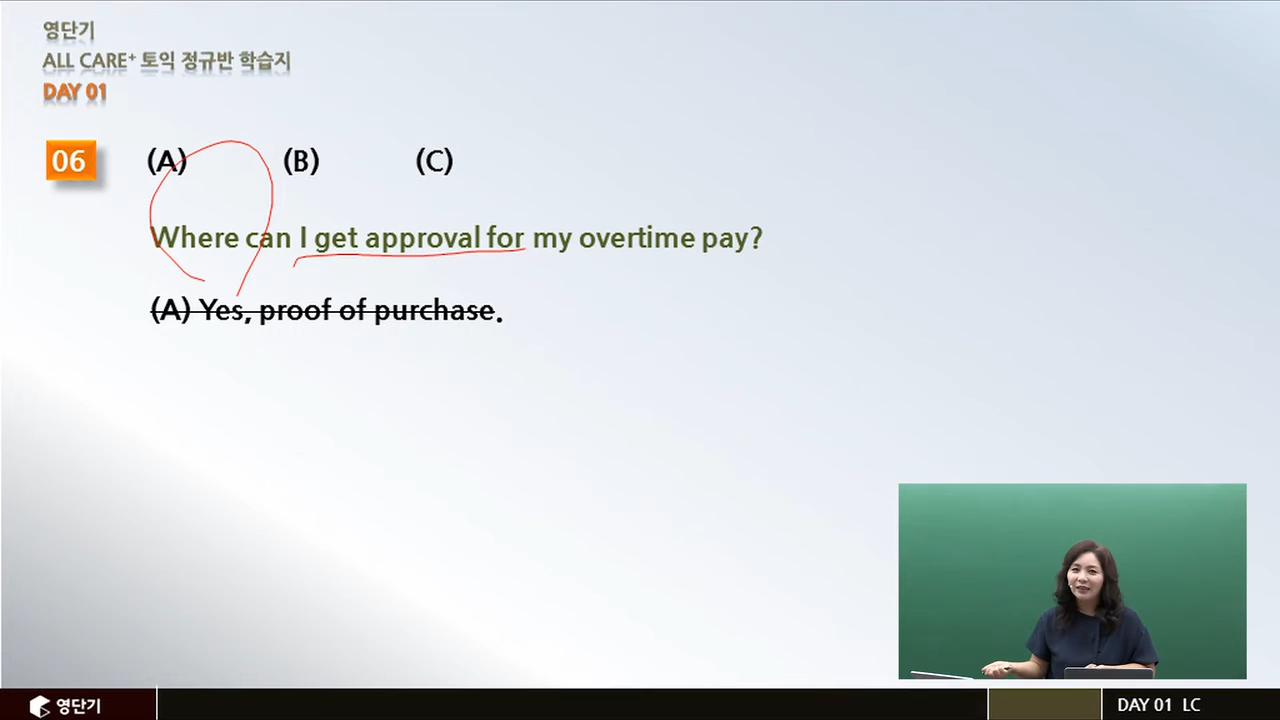 영단기
ALL CARE+ 토익 정규반 학습지
DAY 01
06 (A) (B) (C)
Where can I get approval for my overtime pay?
(A) Yes, proof of purchase.
영단기 DAY 01 LC